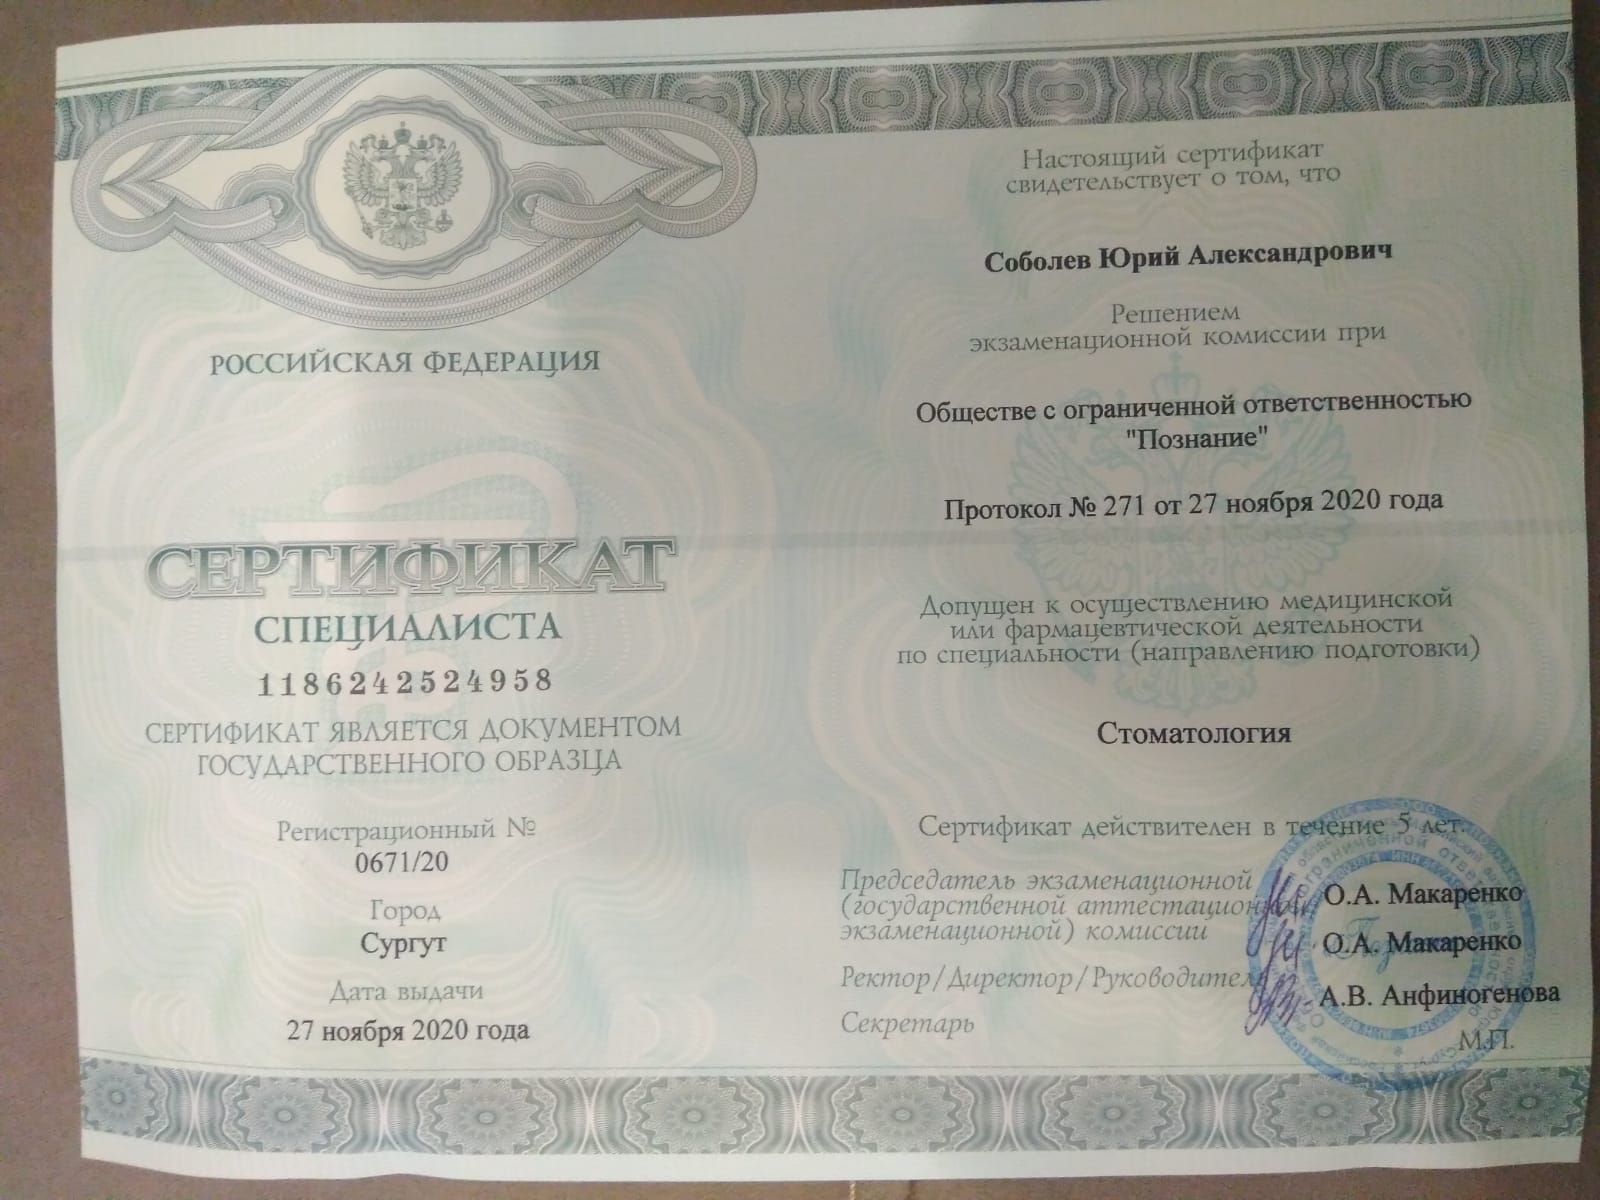 РОССИЙСКАЯ ФЕДЕРАЦИЯ
СЕРТИФИКАТ
СПЕЦИАЛИСТА
1186242524958
СЕРТИФИКАТ ЯВЛЯЕТСЯ ДОКУМЕНТОМ
ГОСУДАРСТВЕННОГО ОБРАЗЦА
Регистрационный №
0671/20
Город
Сургут
Дата выдачи
27 ноября 2020 года
Настоящий сертификат
свидетельствует о том, что
Соболев Юрий Александрович
Решением
экзаменационной комиссии при
Обществе с ограниченной ответственностью
"Познание"
Протокол № 271 от 27 ноября 2020 года
Допущен к осуществлению медицинской
или фармацевтической деятельности
по специальности (направлению подготовки)
Стоматология
Сертификат действителен в течение 5 лет.
Председатель экзаменационной
(государственной аттестационной
экзаменационной) комиссии
О.А. Макаренко
О.А. Макаренко
Ректор/Директор/Руководитель
А.В. Анфиногенова
Секретарь
М.П.